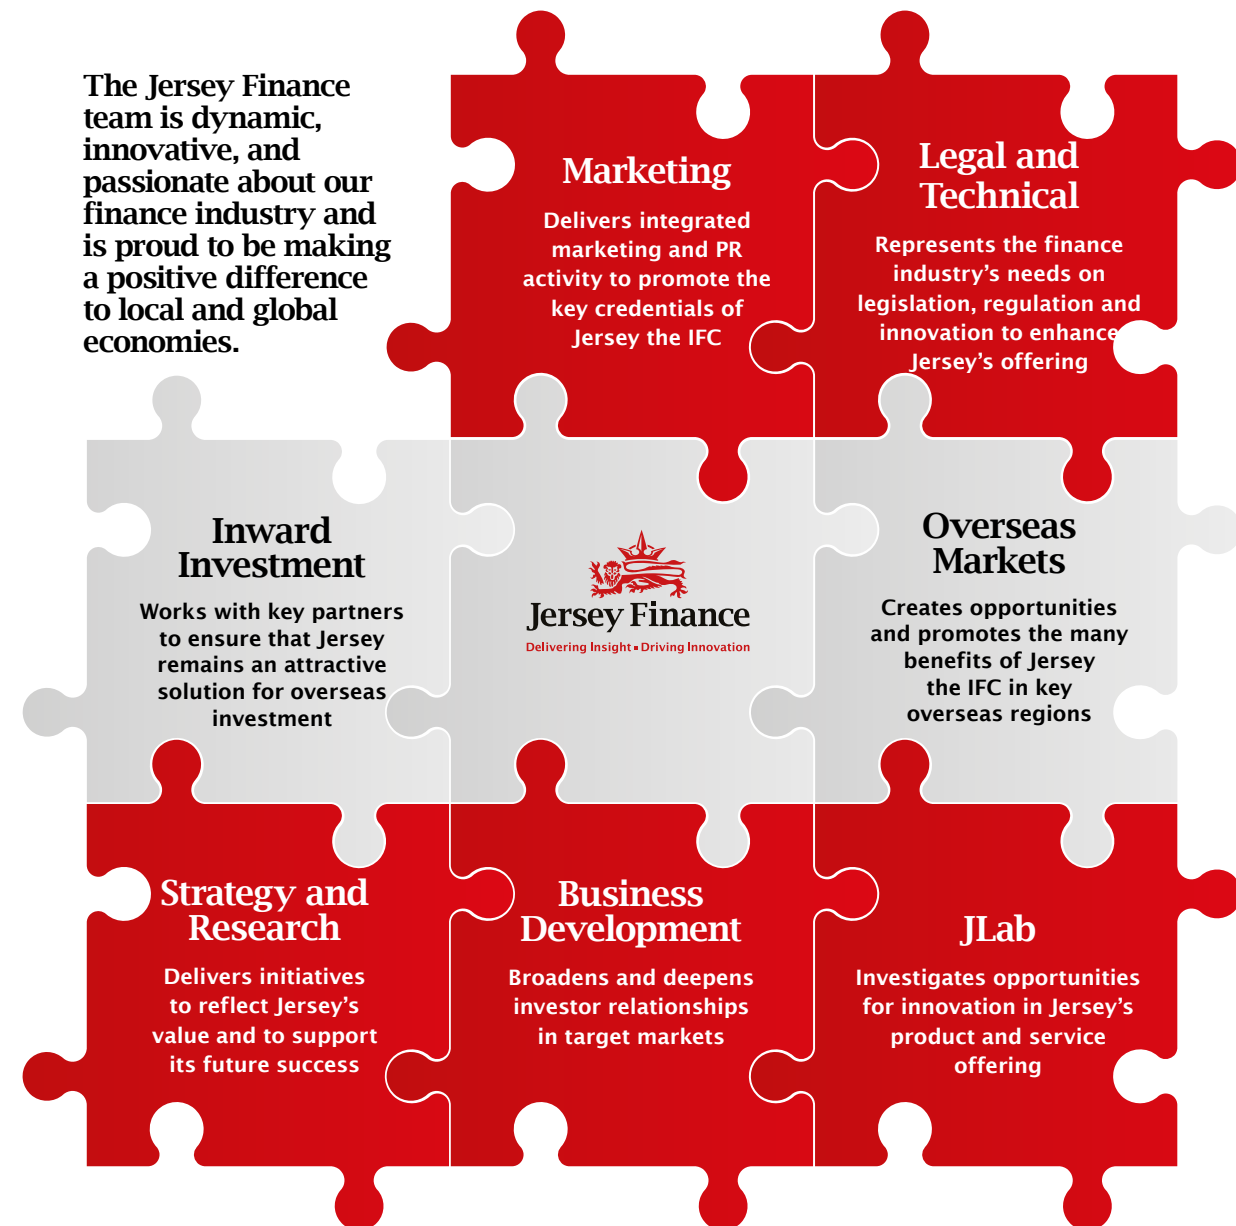 The Jersey Finance
team is dynamic,
innovative, and
passionate about our
finance industry and
is proud to be making
a positive difference
to local and global
economies.
Marketing
Delivers integrated
marketing and PR
activity to promote the
key credentials of
Jersey the IFC
Legal and
Technical
Represents the finance
industry’s needs on
legislation, regulation and
innovation to enhance
Jersey’s offering
Inward
Investment
Works with key partners
to ensure that Jersey
remains an attractive
solution for overseas
investment
Jersey Finance
Delivering Insight ▪ Driving Innovation
Overseas
Markets
Creates opportunities
and promotes the many
benefits of Jersey
the IFC in key
overseas regions
Strategy and
Research
Delivers initiatives
to reflect Jersey’s
value and to support
its future success
Business
Development
Broadens and deepens
investor relationships
in target markets
JLab
Investigates opportunities
for innovation in Jersey’s
product and service
offering